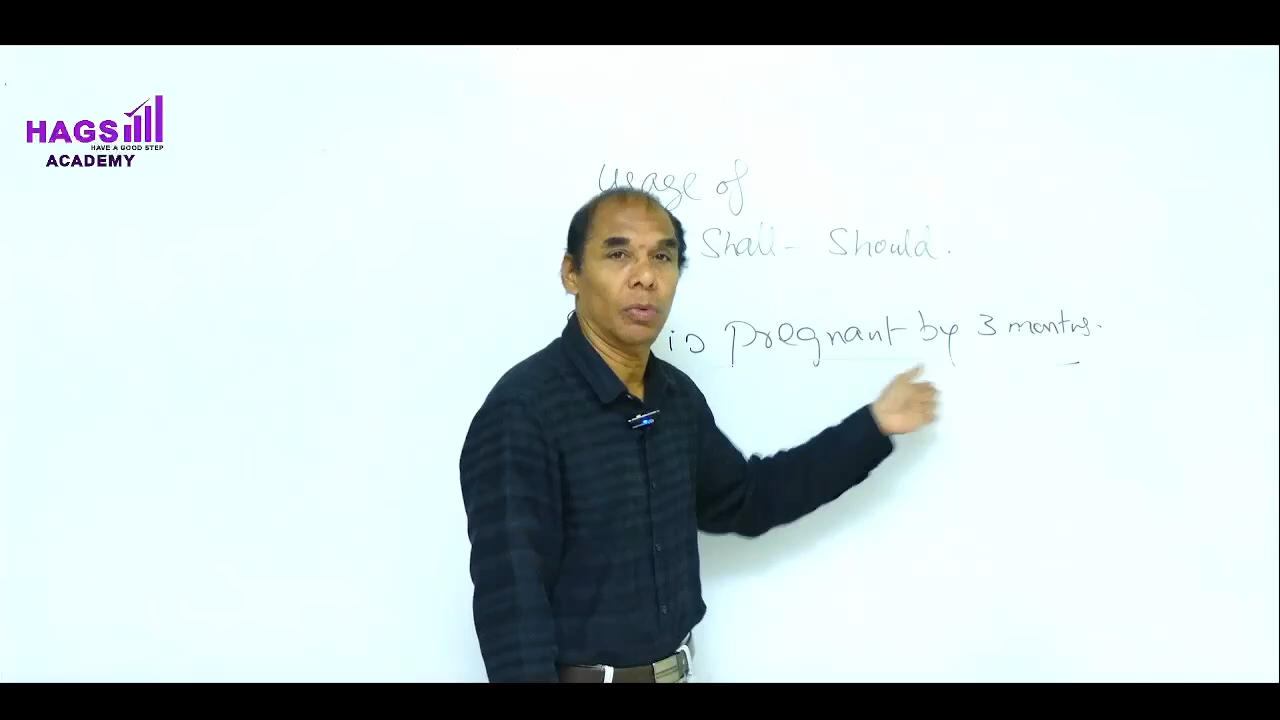 HAGS
HAVE A GOOD STEP
ACADEMY
Usage of
Shall - Should.
is pregnant by 3 months.